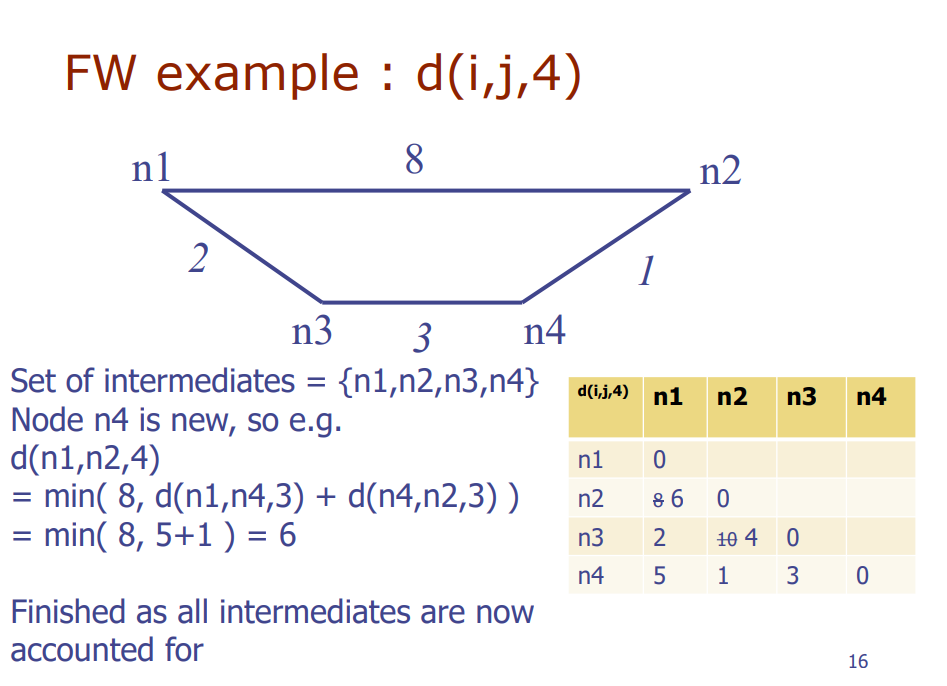 FW example : d(i,j,4)
n1
8
n2
2
1
n3
3
n4
Set of intermediates = {n1,n2,n3,n4}
Node n4 is new, so e.g.
d(n1,n2,4)
= min( 8, d(n1,n4,3) + d(n4,n2,3) )
= min( 8, 5+1 ) = 6
Finished as all intermediates are now
accounted for
d(i,j,4) n1 n2 n3 n4
n1 0
n2 8 6 0
n3 2 10 4 0
n4 5 1 3 0
16